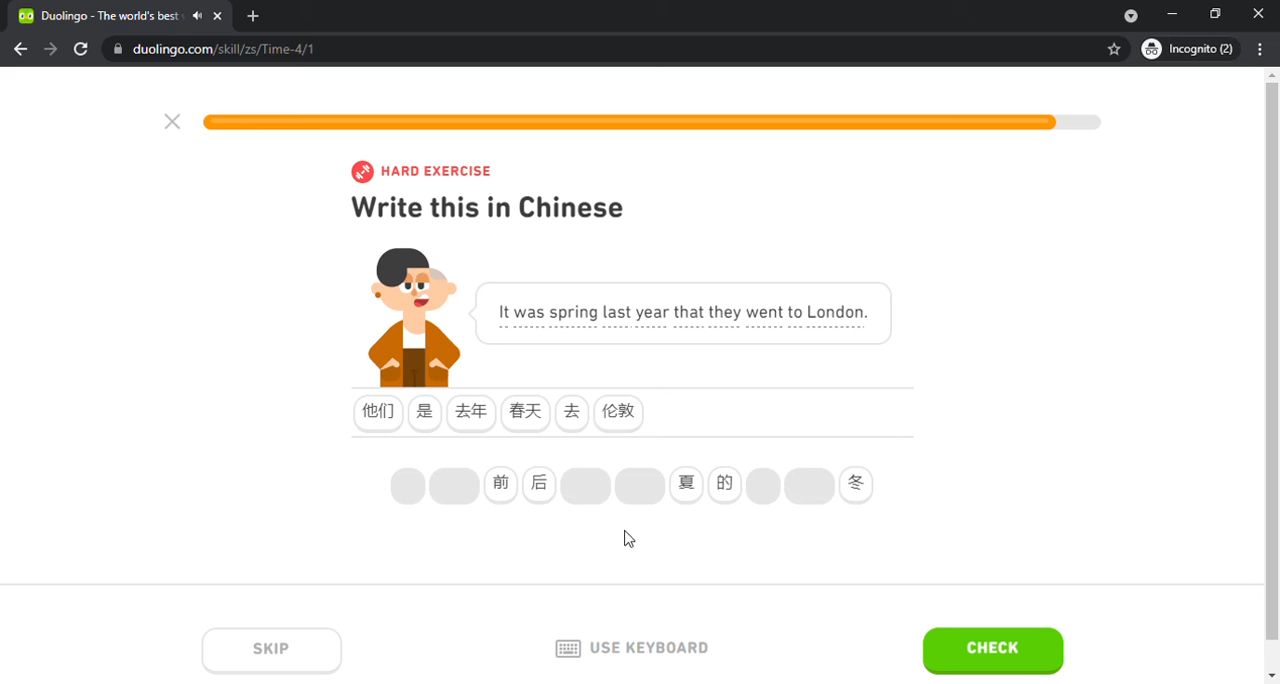 Duolingo - The world's best
duolingo.com/skill/zs/Time-4/1
Incognito (2)
HARD EXERCISE
Write this in Chinese
It was spring last year that they went to London.
他们 是 去年 春天 去 伦敦
前 后 夏 的 冬
SKIP
USE KEYBOARD
CHECK